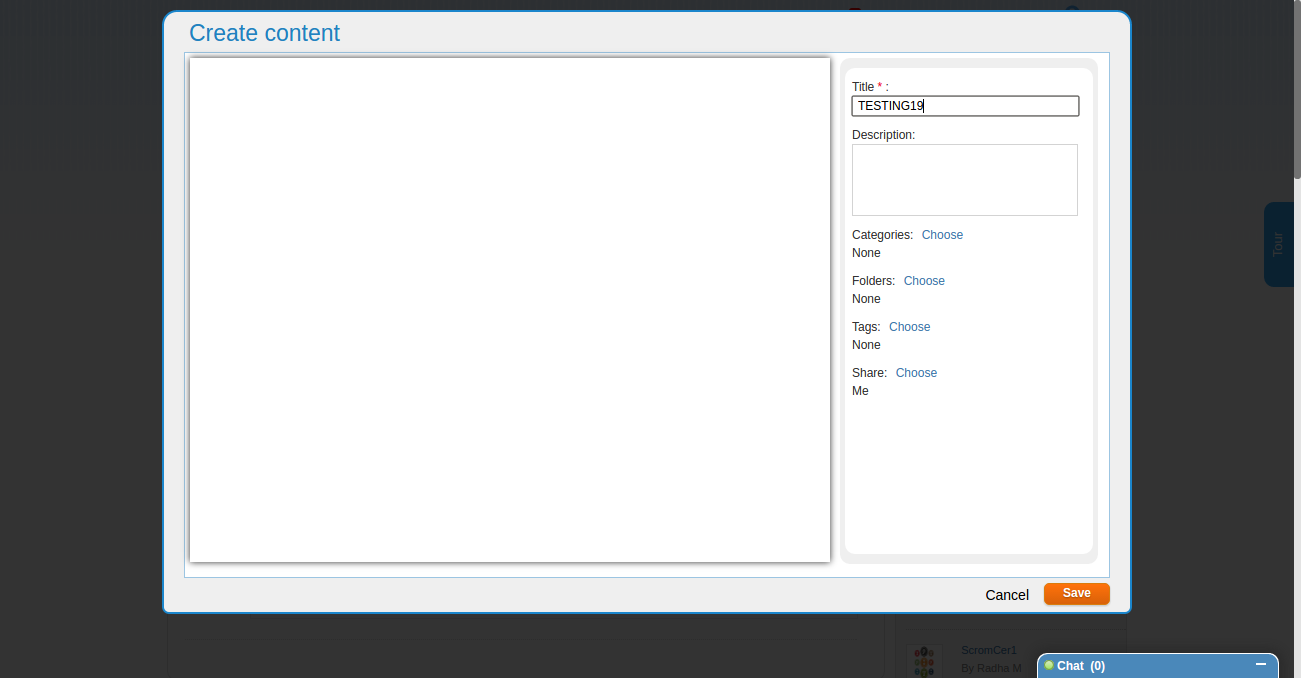 Create content
Title * :
TESTING19
Description:
Categories: Choose
None
Folders: Choose
None
Tags: Choose
None
Share: Choose
Me
Cancel
Save
Tour
ScromCer1
By Radha M
Chat (0)